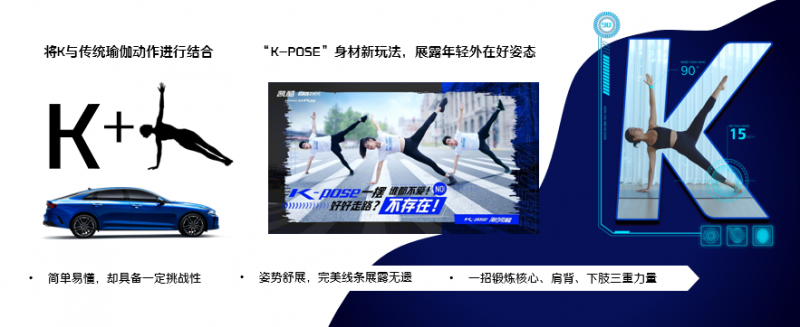 将K与传统瑜伽动作进行结合
K+
简单易懂，却具备一定挑战性
“K-POSE”身材新玩法，展露年轻外在好姿态
凯酷
K-pose一摆 谁都不爱! NO
好好走路? 不存在!
姿势舒展，完美线条展露无遗
90
90°
K
15
一招锻炼核心、肩背、下肢三重力量